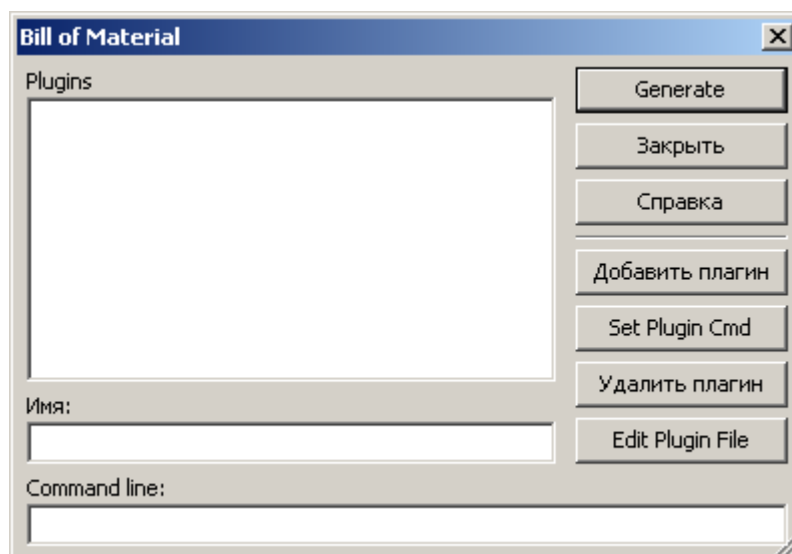 Bill of Material
Plugins
Generate
Закрыть
Справка
Добавить плагин
Set Plugin Cmd
Удалить плагин
Имя:
Edit Plugin File
Command line: